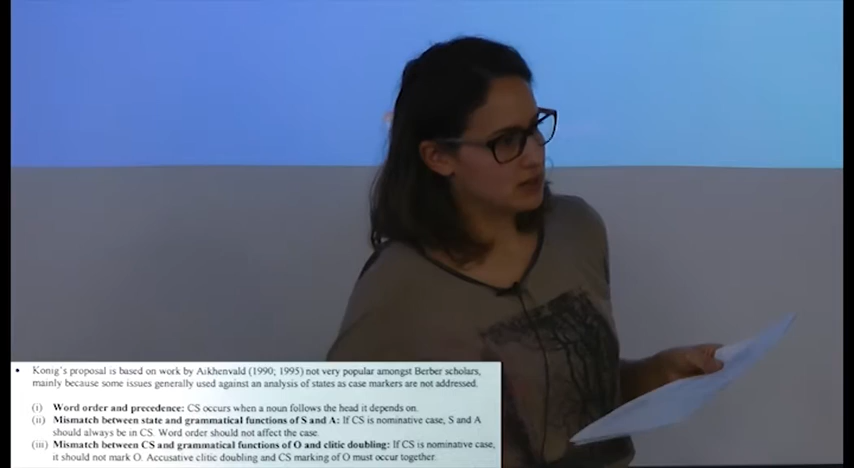 • Konig's proposal is based on work by Aikhenvald (1990; 1995) not very popular amongst Berber scholars,
mainly because some issues generally used against an analysis of states as case markers are not addressed.
(i) Word order and precedence: CS occurs when a noun follows the head it depends on.
(ii) Mismatch between state and grammatical functions of S and A: If CS is nominative case, S and A
should always be in CS. Word order should not affect the case.
(iii) Mismatch between CS and grammatical functions of O and clitic doubling: If CS is nominative case,
it should not mark O. Accusative clitic doubling and CS marking of O must occur together.